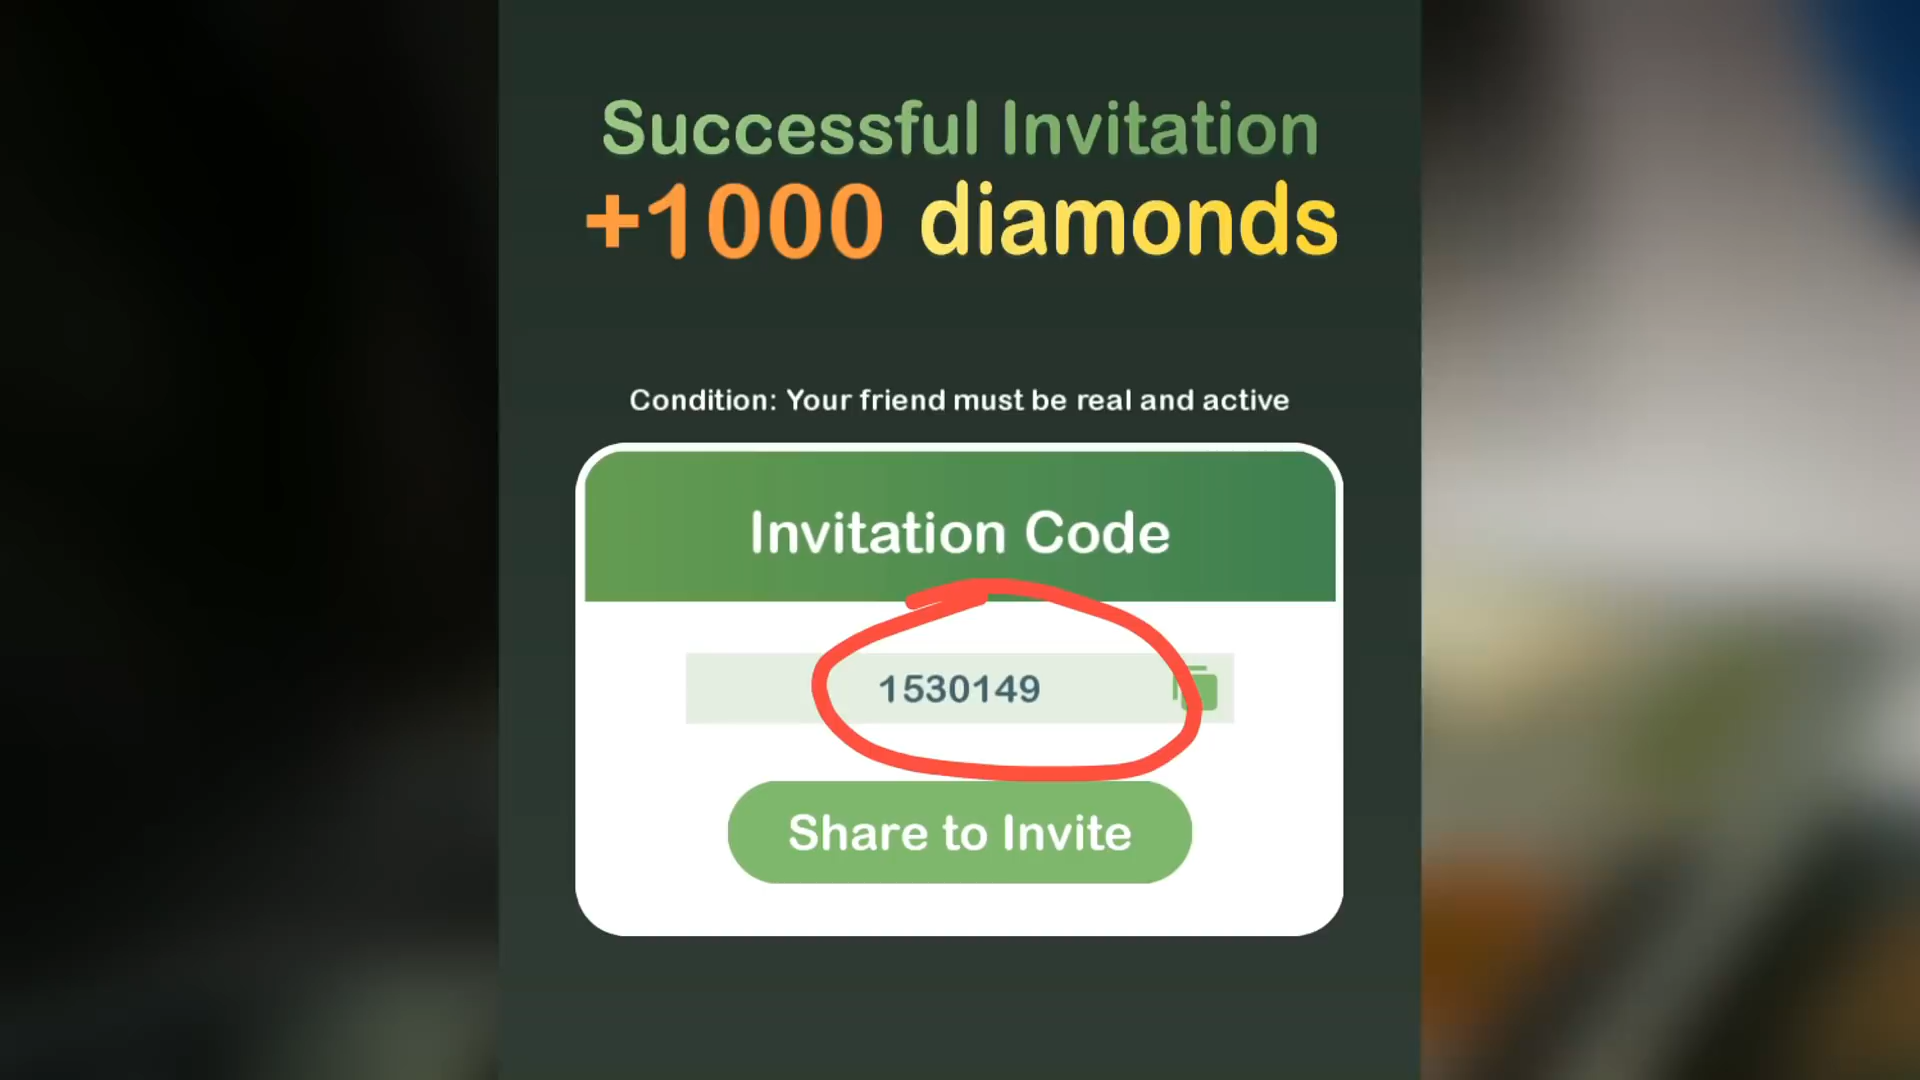 Successful Invitation
+1000 diamonds
Condition: Your friend must be real and active
Invitation Code
1530149
Share to Invite